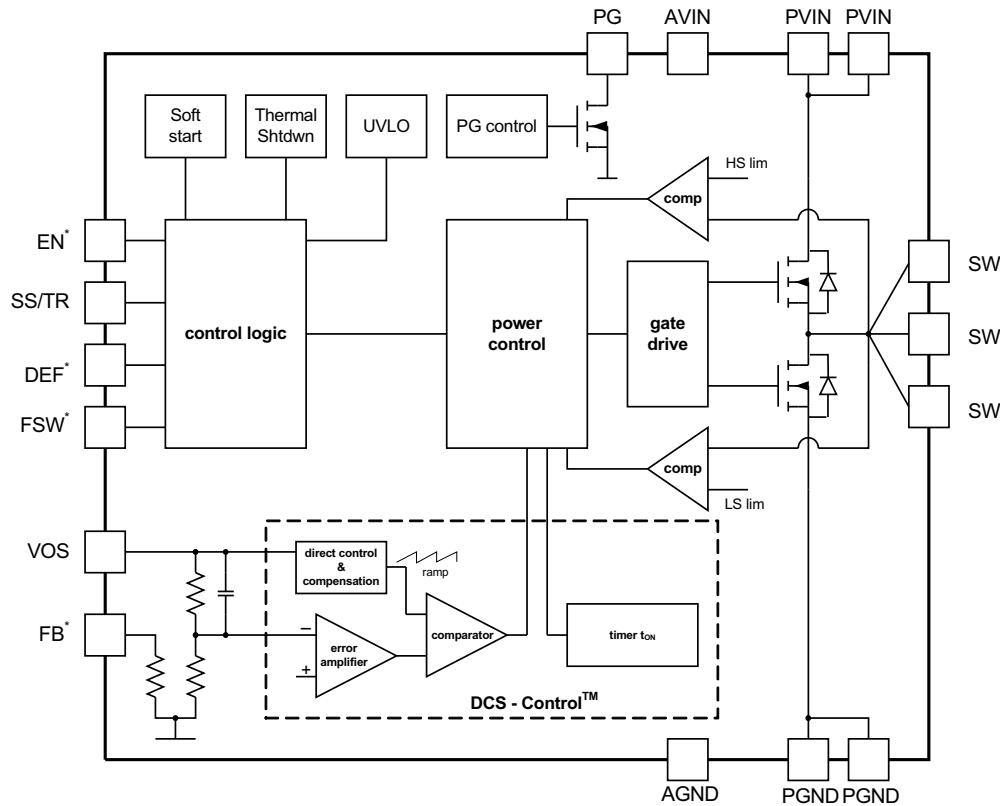 PG
AVIN
PVIN
PVIN
Soft
start
Thermal
Shtdwn
UVLO
PG control
HS lim
comp
EN*
SS/TR
DEF*
FSW*
control logic
power
control
gate
drive
SW
SW
SW
comp
LS lim
VOS
FB*
direct control
&
compensation
ramp
comparator
error
amplifier
−
+
timer tON
DCS - Control™
AGND
PGND
PGND